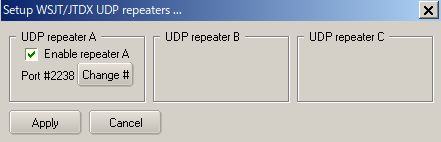 Setup WSJT/JTDX UDP repeaters ...
UDP repeater A
UDP repeater B
UDP repeater C
Enable repeater A
Port #2238
Change #
Apply
Cancel